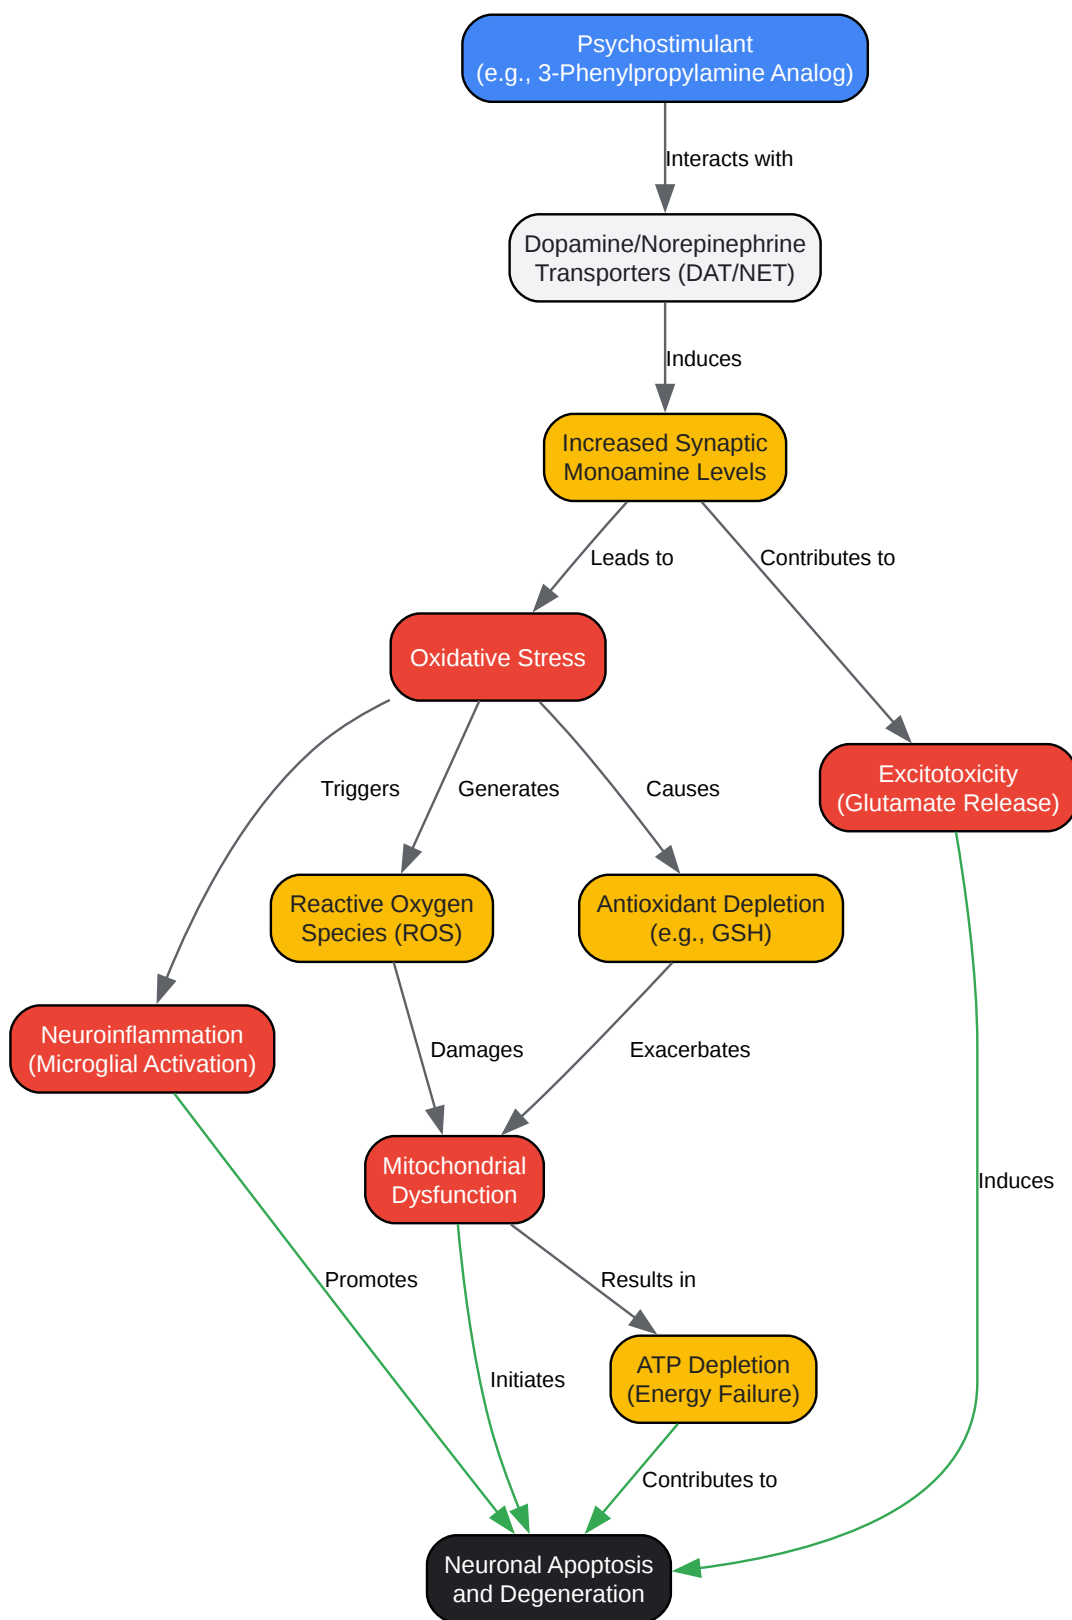 Psychostimulant
(e.g., 3-Phenylpropylamine Analog)
Interacts with
Dopamine/Norepinephrine
Transporters (DAT/NET)
Induces
Increased Synaptic
Monoamine Levels
Leads to
Contributes to
Oxidative Stress
Excitotoxicity
(Glutamate Release)
Triggers
Generates
Causes
Reactive Oxygen
Species (ROS)
Antioxidant Depletion
(e.g., GSH)
Neuroinflammation
(Microglial Activation)
Damages
Exacerbates
Mitochondrial
Dysfunction
Induces
Promotes
Results in
Initiates
ATP Depletion
(Energy Failure)
Contributes to
Neuronal Apoptosis
and Degeneration